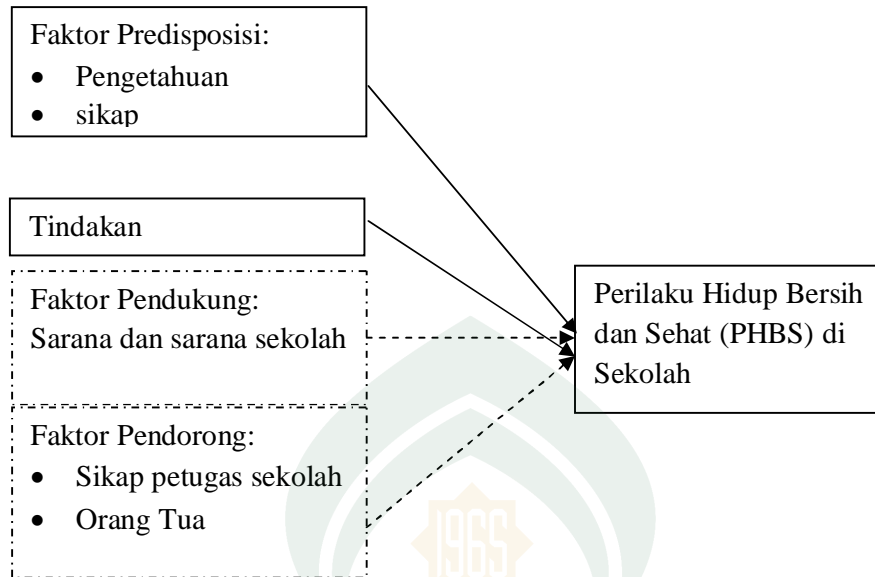 Faktor Predisposisi:
• Pengetahuan
• sikap
Tindakan
Faktor Pendukung:
Sarana dan sarana sekolah
Faktor Pendorong:
• Sikap petugas sekolah
• Orang Tua
Perilaku Hidup Bersih
dan Sehat (PHBS) di
Sekolah
1965